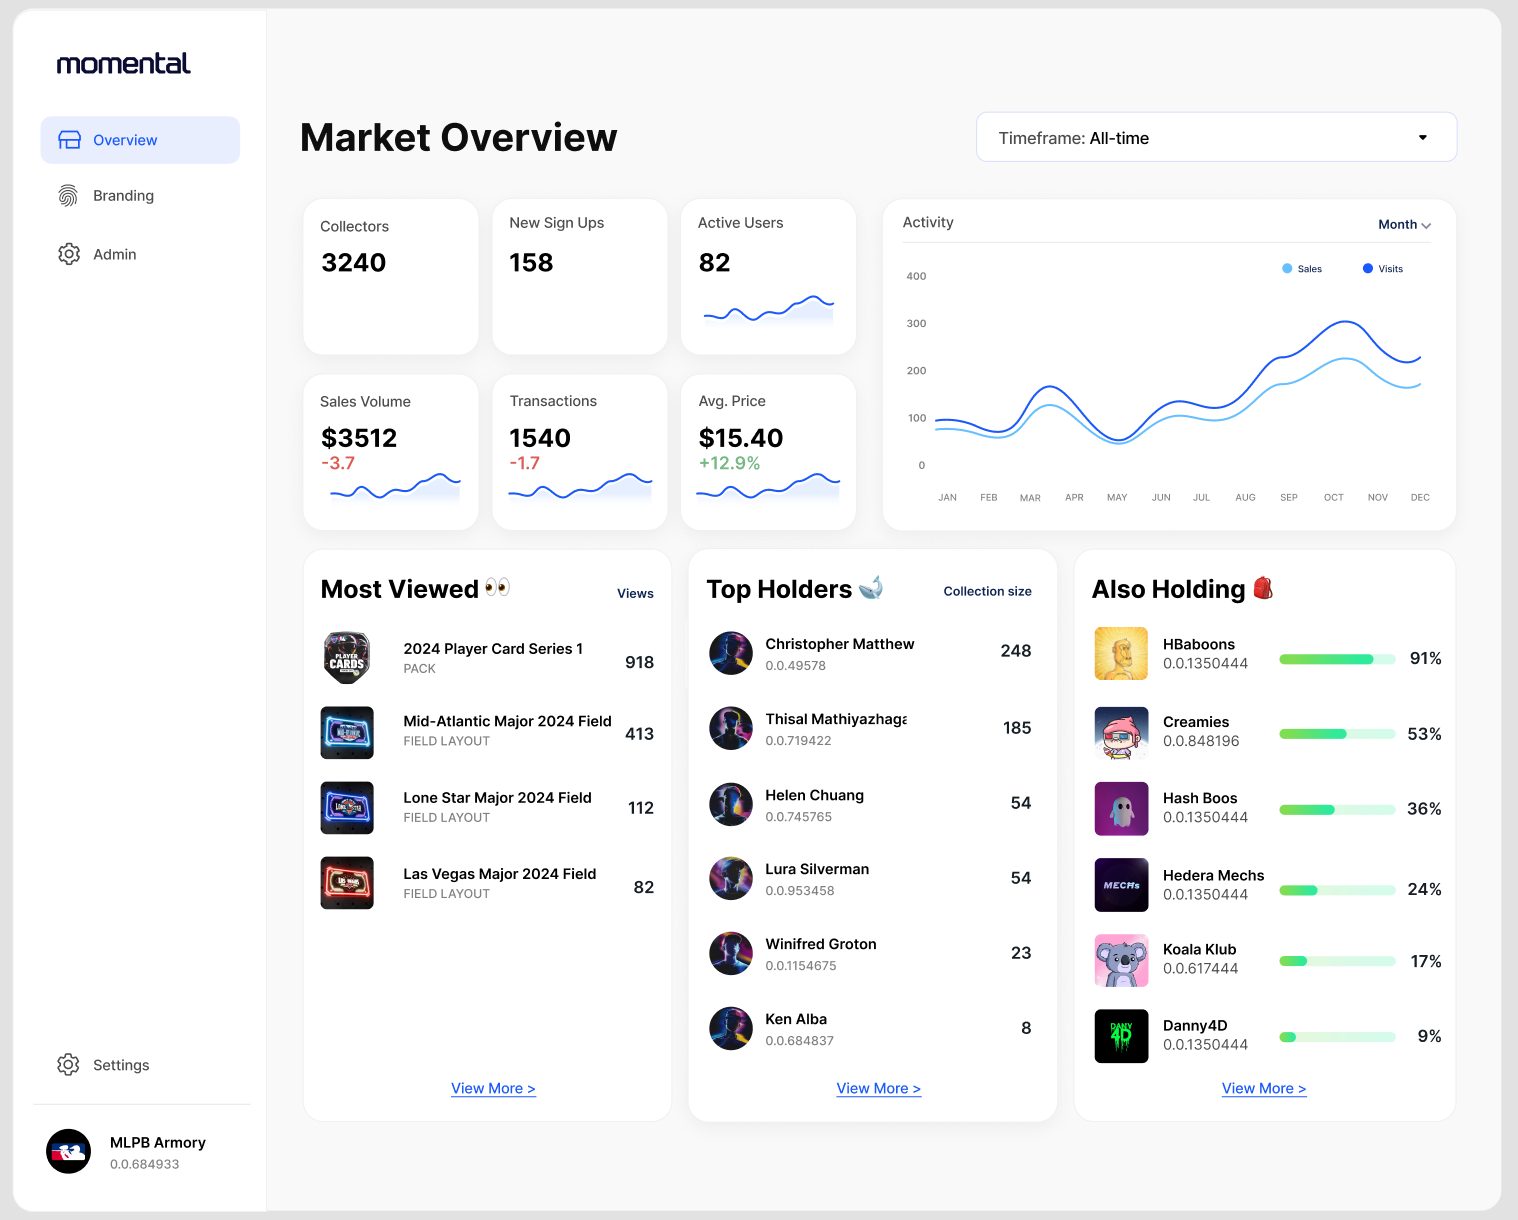 momental
Overview
Branding
Admin
Settings
MLPB Armory
0.0.684933
Market Overview
Timeframe: All-time
Collectors
3240
New Sign Ups
158
Active Users
82
Sales Volume
$3512
-3.7
Transactions
1540
-1.7
Avg. Price
$15.40
+12.9%
Activity
Month
Sales
Visits
400
300
200
100
0
JAN FEB MAR APR MAY JUN JUL AUG SEP OCT NOV DEC
Most Viewed 👀
Views
PLAYER
CARDS
2024 Player Card Series 1
PACK
918
Mid-Atlantic Major 2024 Field
FIELD LAYOUT
413
LONE STAR
Lone Star Major 2024 Field
FIELD LAYOUT
112
LAS VEGAS
Las Vegas Major 2024 Field
FIELD LAYOUT
82
View More >
Top Holders 🐋
Collection size
Christopher Matthew
0.0.49578
248
Thisal Mathiyazhaga
0.0.719422
185
Helen Chuang
0.0.745765
54
Lura Silverman
0.0.953458
54
Winifred Groton
0.0.1154675
23
Ken Alba
0.0.684837
8
View More >
Also Holding 🎒
HBaboons
0.0.1350444
91%
Creamies
0.0.848196
53%
Hash Boos
0.0.1350444
36%
MECHs
Hedera Mechs
0.0.1350444
24%
Koala Klub
0.0.617444
17%
DANY
4D
Danny4D
0.0.1350444
9%
View More >